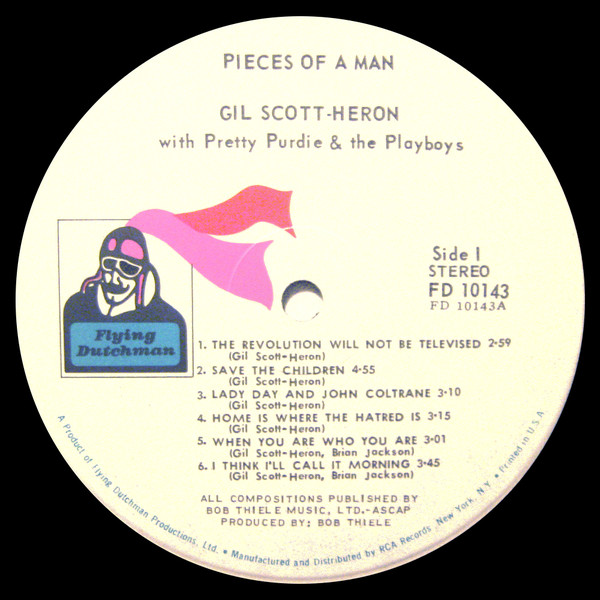 PIECES OF A MAN
GIL SCOTT-HERON
with Pretty Purdie & the Playboys
Side 1
STEREO
FD 10143
FD 10143A
Flying
Dutchman
1. THE REVOLUTION WILL NOT BE TELEVISED 2·59
(Gil Scott-Heron)
2. SAVE THE CHILDREN 4·55
(Gil Scott-Heron)
3. LADY DAY AND JOHN COLTRANE 3·10
(Gil Scott-Heron)
4. HOME IS WHERE THE HATRED IS 3·15
(Gil Scott-Heron)
5. WHEN YOU ARE WHO YOU ARE 3·01
(Gil Scott-Heron, Brian Jackson)
6. I THINK I'LL CALL IT MORNING 3·45
(Gil Scott-Heron, Brian Jackson)
ALL COMPOSITIONS PUBLISHED BY
BOB THIELE MUSIC, LTD.-ASCAP
PRODUCED BY: BOB THIELE
A Product of Flying Dutchman Productions, Ltd. • Manufactured and Distributed by RCA Records, New York, N.Y. • Printed in U.S.A.